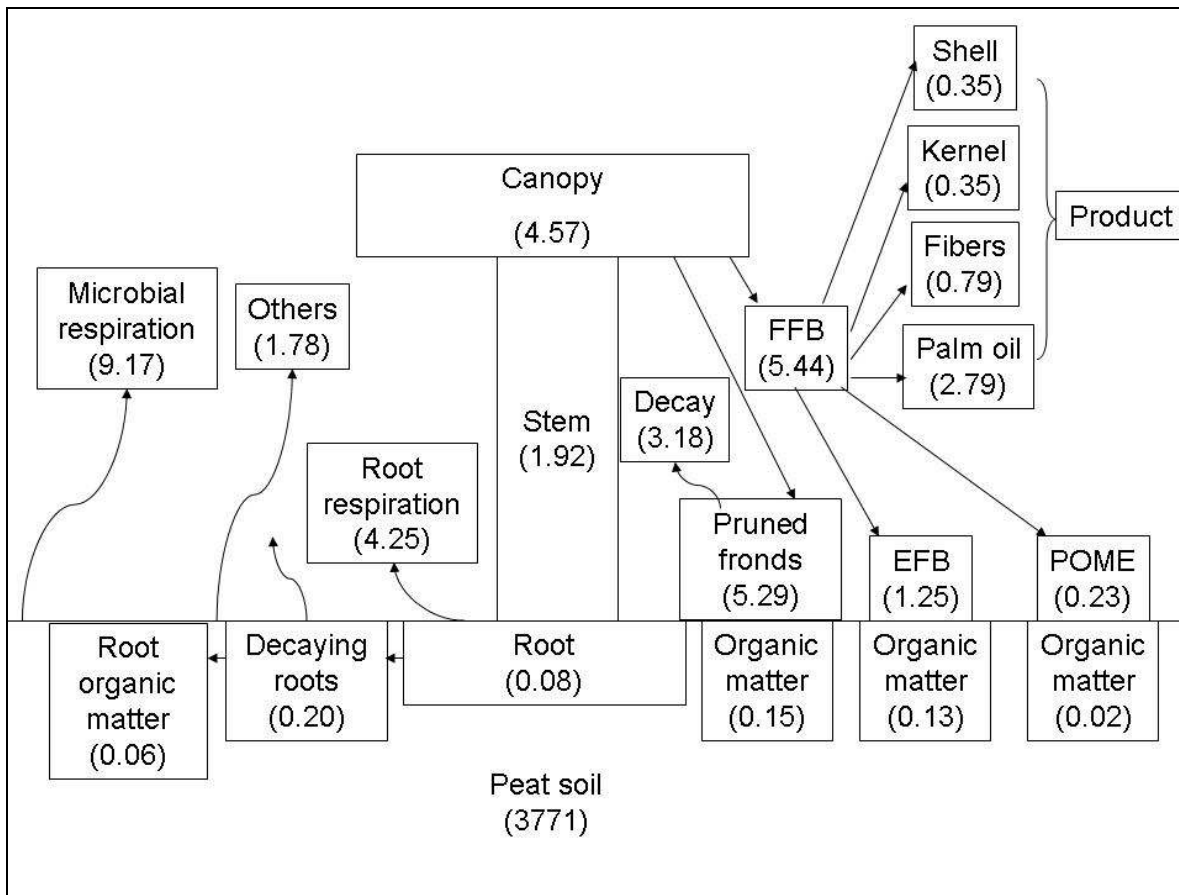 Shell
(0.35)
Kernel
(0.35)
Fibers
(0.79)
Palm oil
(2.79)
Product
Canopy
(4.57)
FFB
(5.44)
Microbial
respiration
(9.17)
Others
(1.78)
Root
respiration
(4.25)
Stem
(1.92)
Decay
(3.18)
Pruned
fronds
(5.29)
EFB
(1.25)
POME
(0.23)
Root
organic
matter
(0.06)
Decaying
roots
(0.20)
Root
(0.08)
Organic
matter
(0.15)
Organic
matter
(0.13)
Organic
matter
(0.02)
Peat soil
(3771)